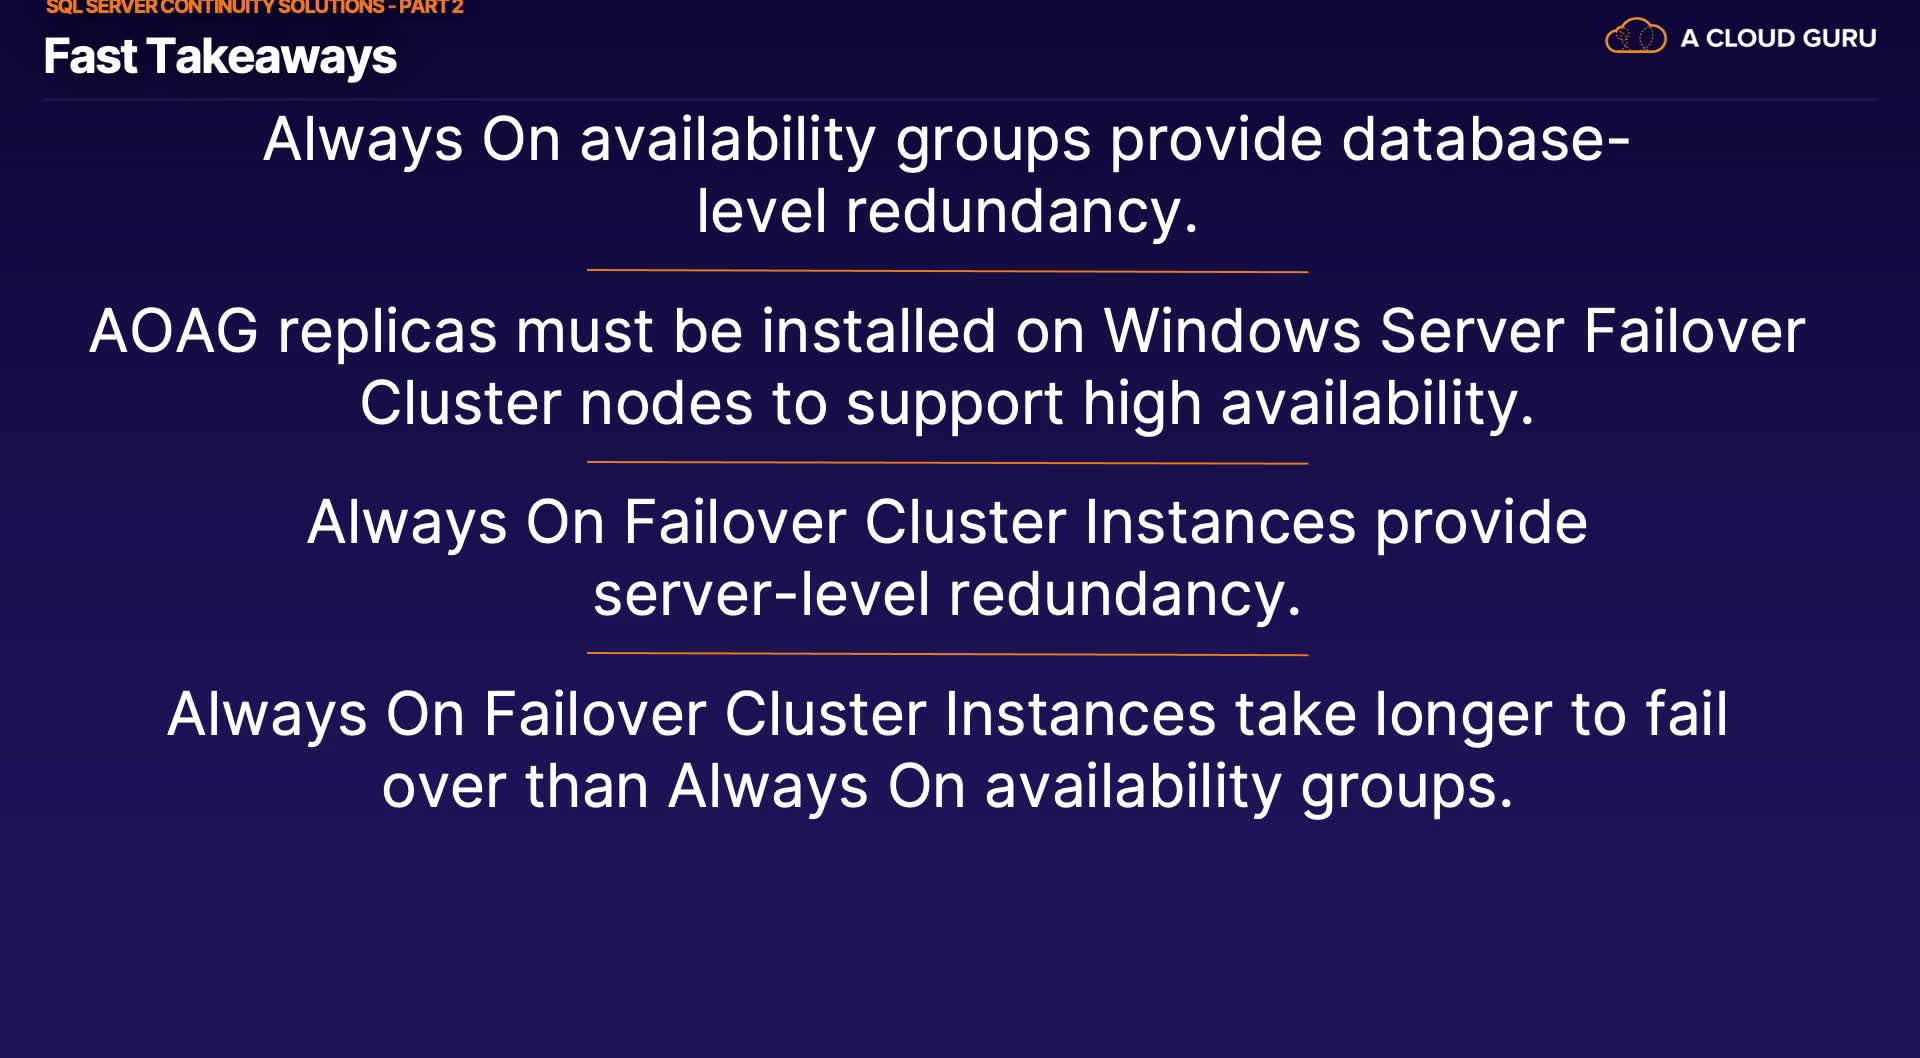 SQL SERVER CONTINUITY SOLUTIONS - PART 2
Fast Takeaways
A CLOUD GURU
Always On availability groups provide database-
level redundancy.
AOAG replicas must be installed on Windows Server Failover
Cluster nodes to support high availability.
Always On Failover Cluster Instances provide
server-level redundancy.
Always On Failover Cluster Instances take longer to fail
over than Always On availability groups.